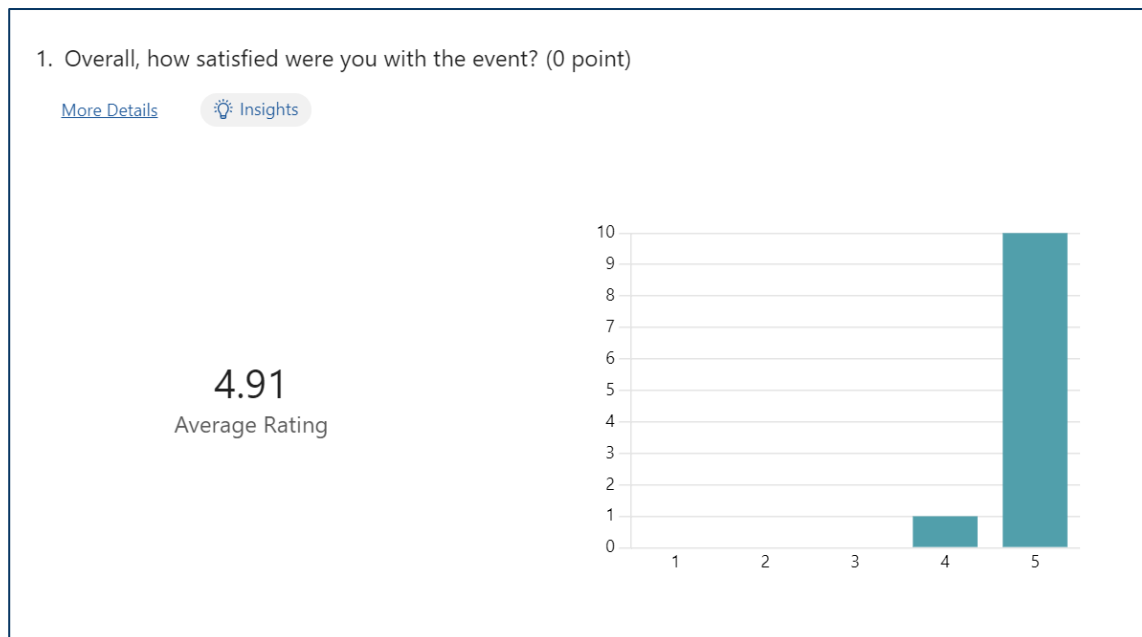 1. Overall, how satisfied were you with the event? (0 point)
More Details
Insights
4.91
Average Rating
10
9
8
7
6
5
4
3
2
1
0
1 2 3 4 5